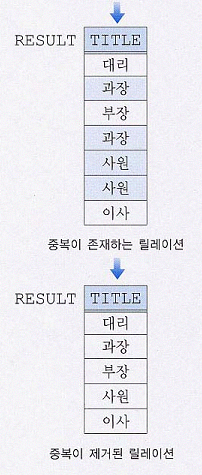 RESULT TITLE
대리
과장
부장
과장
사원
사원
이사
중복이 존재하는 릴레이션
RESULT TITLE
대리
과장
부장
사원
이사
중복이 제거된 릴레이션